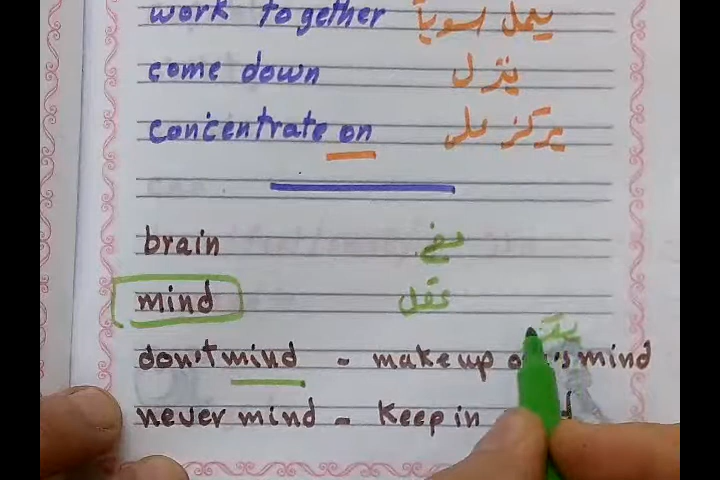 work together يعمل سوياً
come down ينزل
concentrate on يركز على
brain مخ
mind عقل
don't mind - make up mind
never mind - Keep in